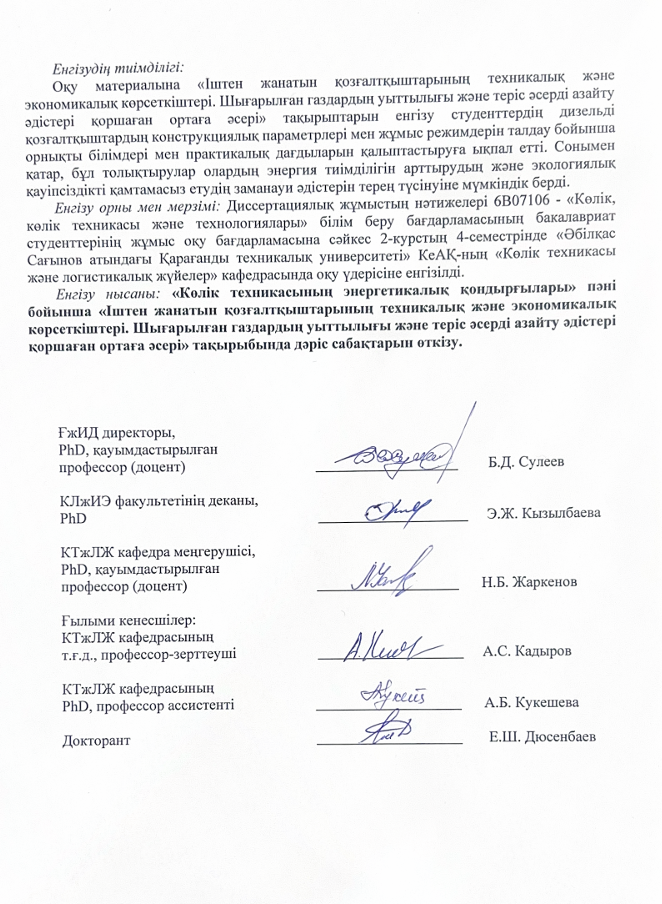 Енгізудің тиімділігі:
Оқу материалына «Іштен жанатын қозғалтқыштарының техникалық және
экономикалық көрсеткіштері. Шығарылған газдардың уыттылығы және теріс әсерді азайту
әдістері қоршаған ортаға әсері» тақырыптарын енгізу студенттердің дизельді
қозғалтқыштардың конструкциялық параметрлері мен жұмыс режимдерін талдау бойынша
орнықты білімдері мен практикалық дағдыларын қалыптастыруға ықпал етті. Сонымен
қатар, бұл толықтырулар олардың энергия тиімділігін арттырудың және экологиялық
қауіпсіздікті қамтамасыз етудің заманауи әдістерін терең түсінуіне мүмкіндік берді.
Енгізу орны мен мерзімі: Диссертациялық жұмыстың нәтижелері 6B07106 - «Көлік,
көлік техникасы және технологиялары» білім беру бағдарламасының бакалавриат
студенттерінің жұмыс оқу бағдарламасына сәйкес 2-курстың 4-семестрінде «Әбілқас
Сағынов атындағы Қарағанды техникалық университеті» КеАҚ-ның «Көлік техникасы
және логистикалық жүйелер» кафедрасында оқу үдерісіне енгізілді.
Енгізу нысаны: «Көлік техникасының энергетикалық қондырғылары» пәні
бойынша «Іштен жанатын қозғалтқыштарының техникалық және экономикалық
көрсеткіштері. Шығарылған газдардың уыттылығы және теріс әсерді азайту әдістері
қоршаған ортаға әсері» тақырыбында дәріс сабақтарын өткізу.
ҒжИД директоры,
PhD, қауымдастырылған
профессор (доцент) Б.Д. Сулеев
КЛжИЭ факультетінің деканы,
PhD Э.Ж. Кызылбаева
КТжЛЖ кафедра меңгерушісі,
PhD, қауымдастырылған
профессор (доцент) Н.Б. Жаркенов
Ғылыми кенесшілер:
КТжЛЖ кафедрасының
т.ғ.д., профессор-зерттеуші А.С. Кадыров
КТжЛЖ кафедрасының
PhD, профессор ассистенті А.Б. Кукешева
Докторант Е.Ш. Дюсенбаев